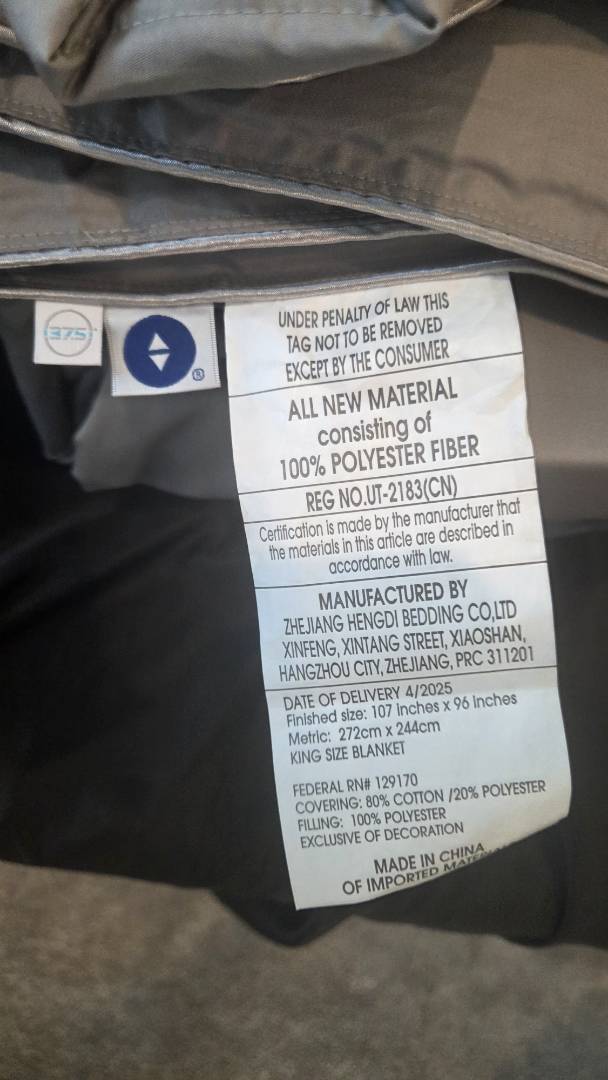 37.5
®
UNDER PENALTY OF LAW THIS
TAG NOT TO BE REMOVED
EXCEPT BY THE CONSUMER
ALL NEW MATERIAL
consisting of
100% POLYESTER FIBER
REG NO.UT-2183(CN)
Certification is made by the manufacturer that
the materials in this article are described in
accordance with law.
MANUFACTURED BY
ZHEJIANG HENGDI BEDDING CO,LTD
XINFENG, XINTANG STREET, XIAOSHAN,
HANGZHOU CITY, ZHEJIANG, PRC 311201
DATE OF DELIVERY 4/2025
Finished size: 107 Inches x 96 Inches
Metric: 272cm x 244cm
KING SIZE BLANKET
FEDERAL RN# 129170
COVERING: 80% COTTON /20% POLYESTER
FILLING: 100% POLYESTER
EXCLUSIVE OF DECORATION
MADE IN CHINA
OF IMPORTED